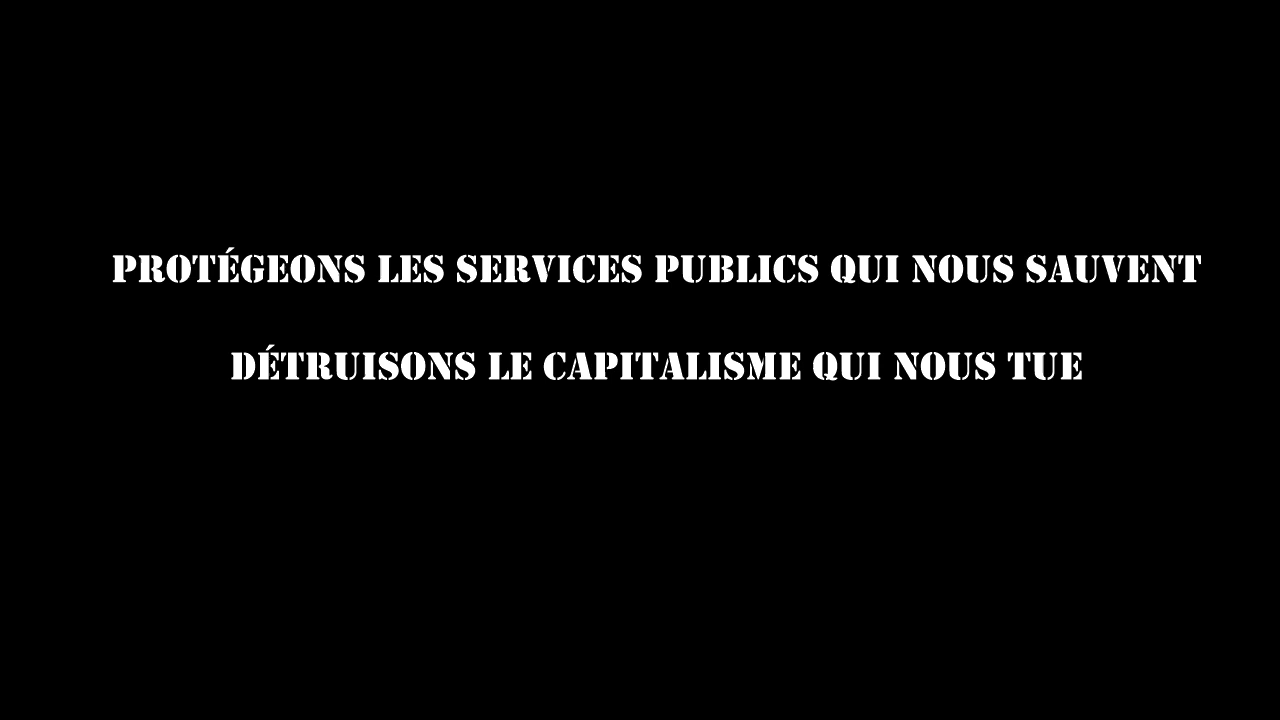 PROTÉGEONS LES SERVICES PUBLICS QUI NOUS SAUVENT
DÉTRUISONS LE CAPITALISME QUI NOUS TUE